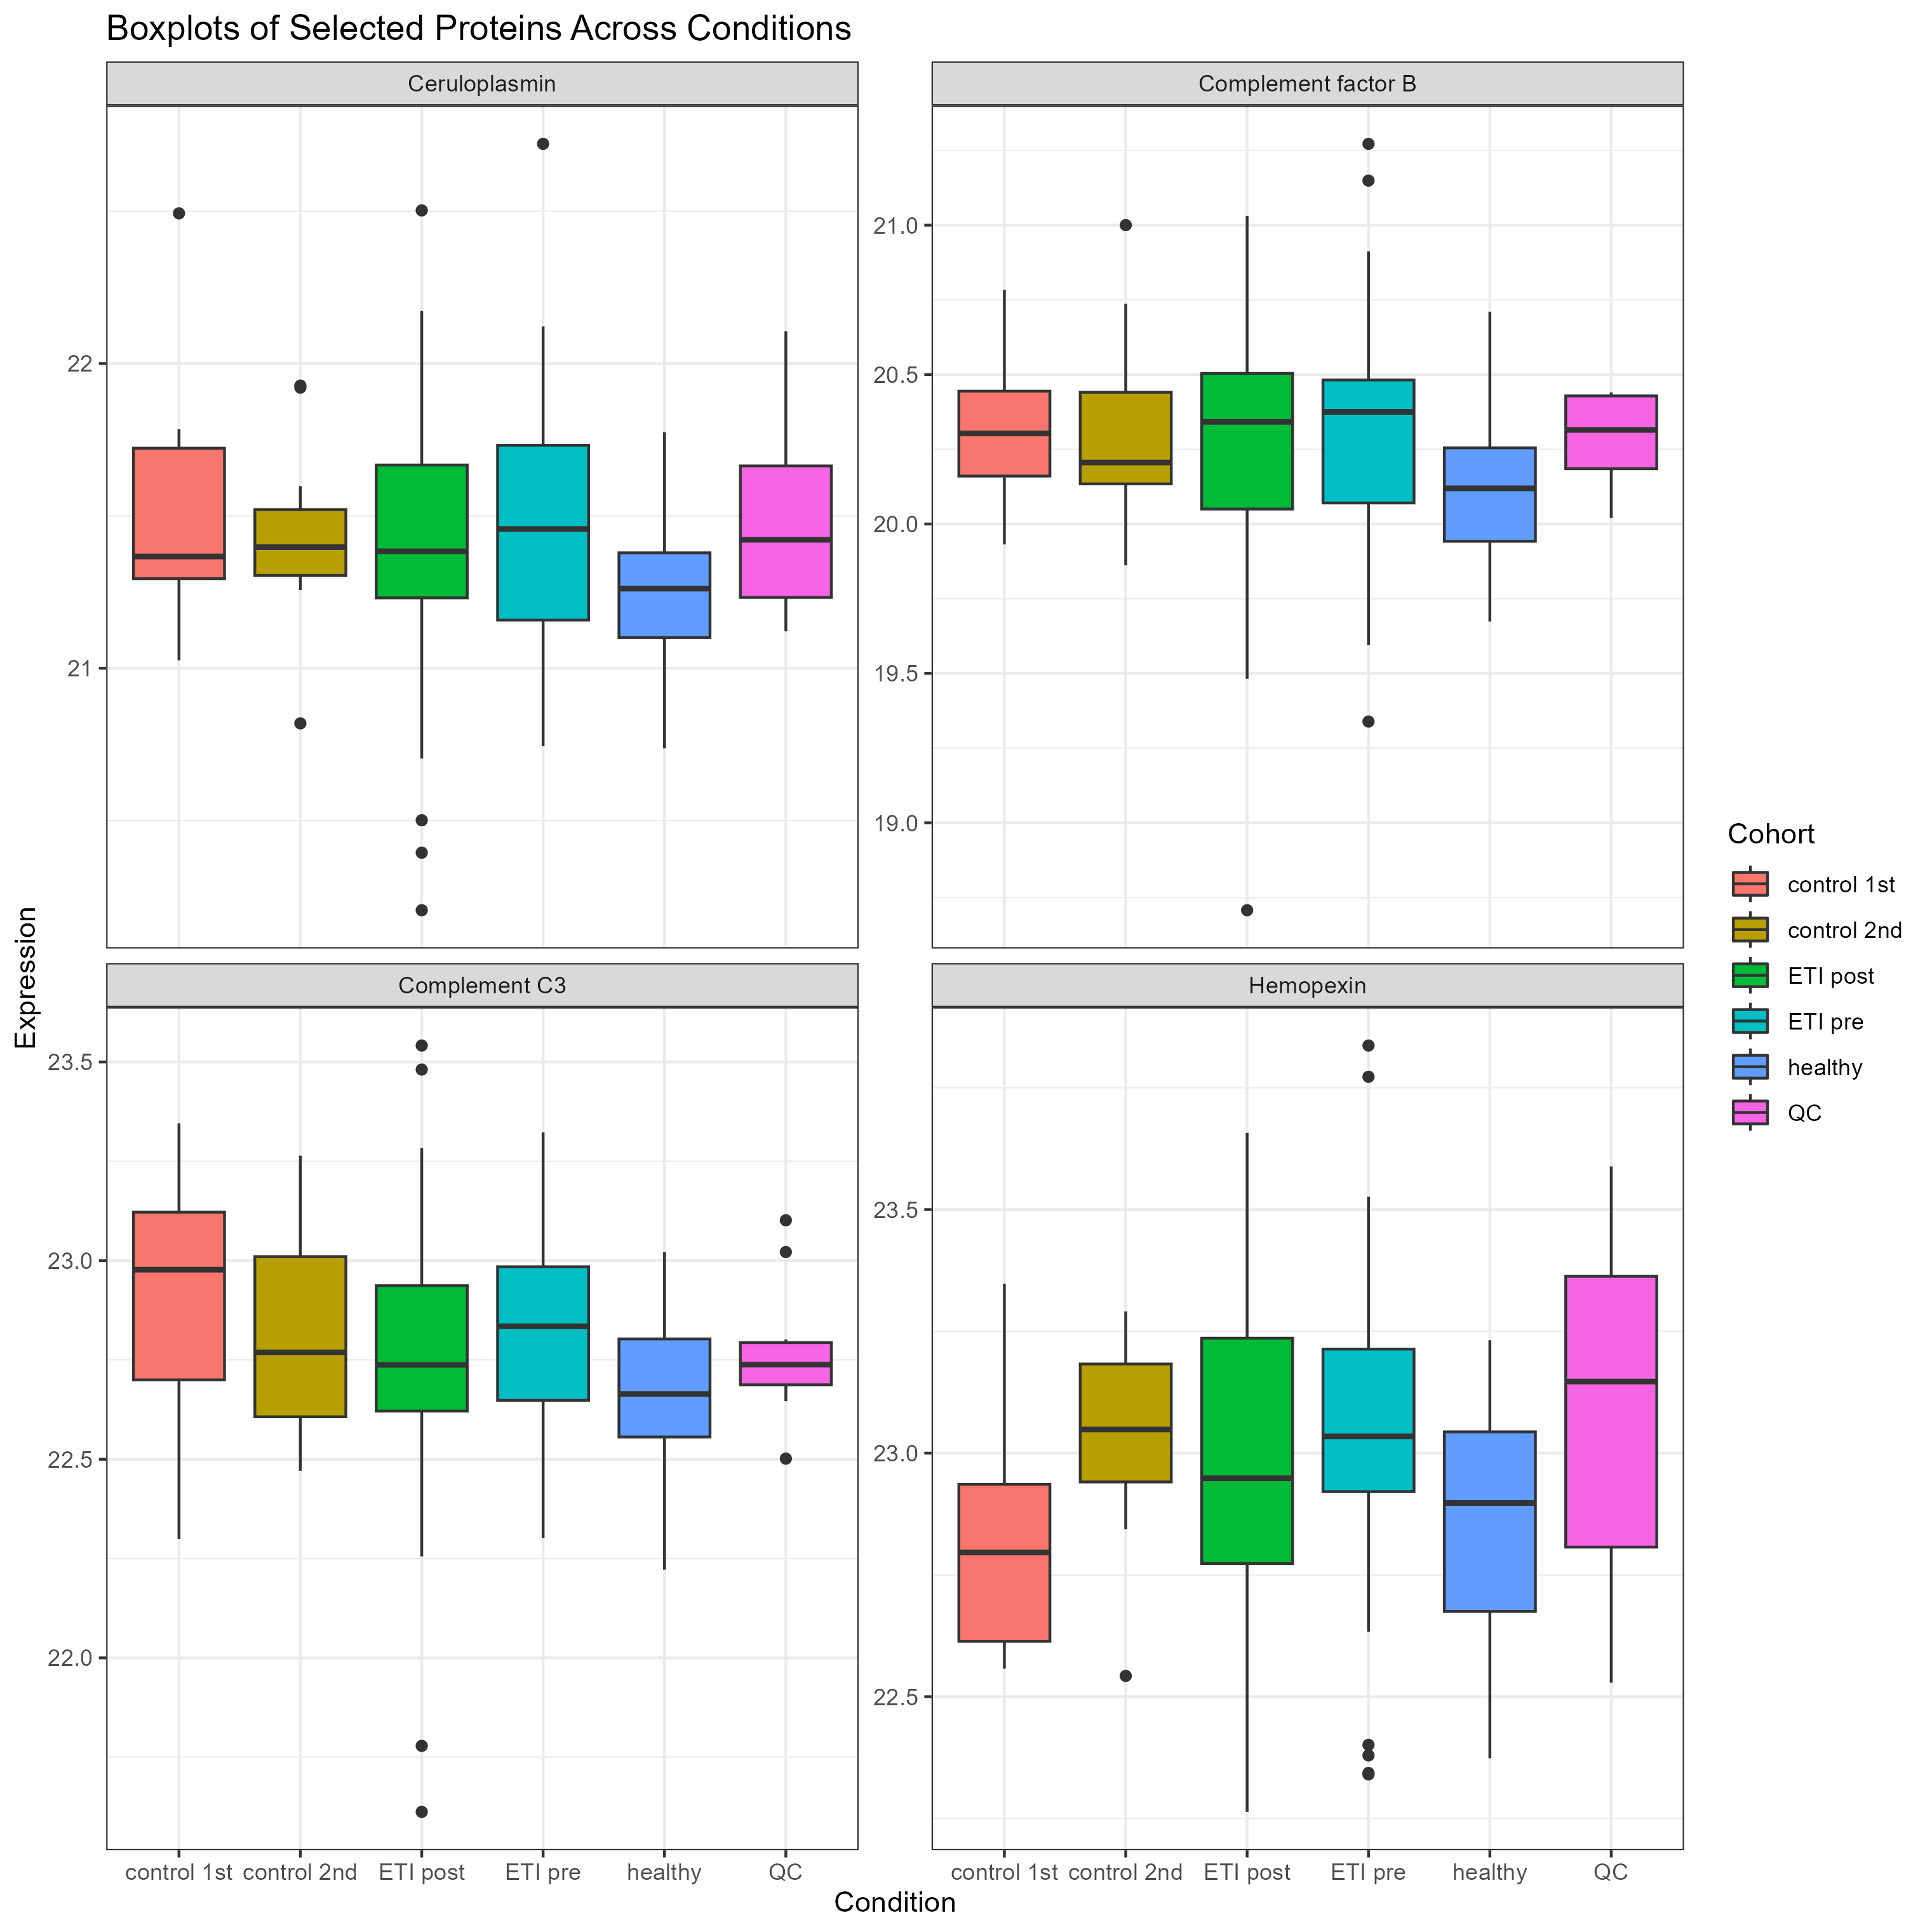 Boxplots of Selected Proteins Across Conditions
Ceruloplasmin
Complement factor B
22
21
21.0
20.5
20.0
19.5
19.0
Complement C3
Hemopexin
23.5
23.0
22.5
22.0
23.5
23.0
22.5
Expression
control 1st control 2nd ETI post ETI pre healthy QC
control 1st control 2nd ETI post ETI pre healthy QC
Condition
Cohort
control 1st
control 2nd
ETI post
ETI pre
healthy
QC